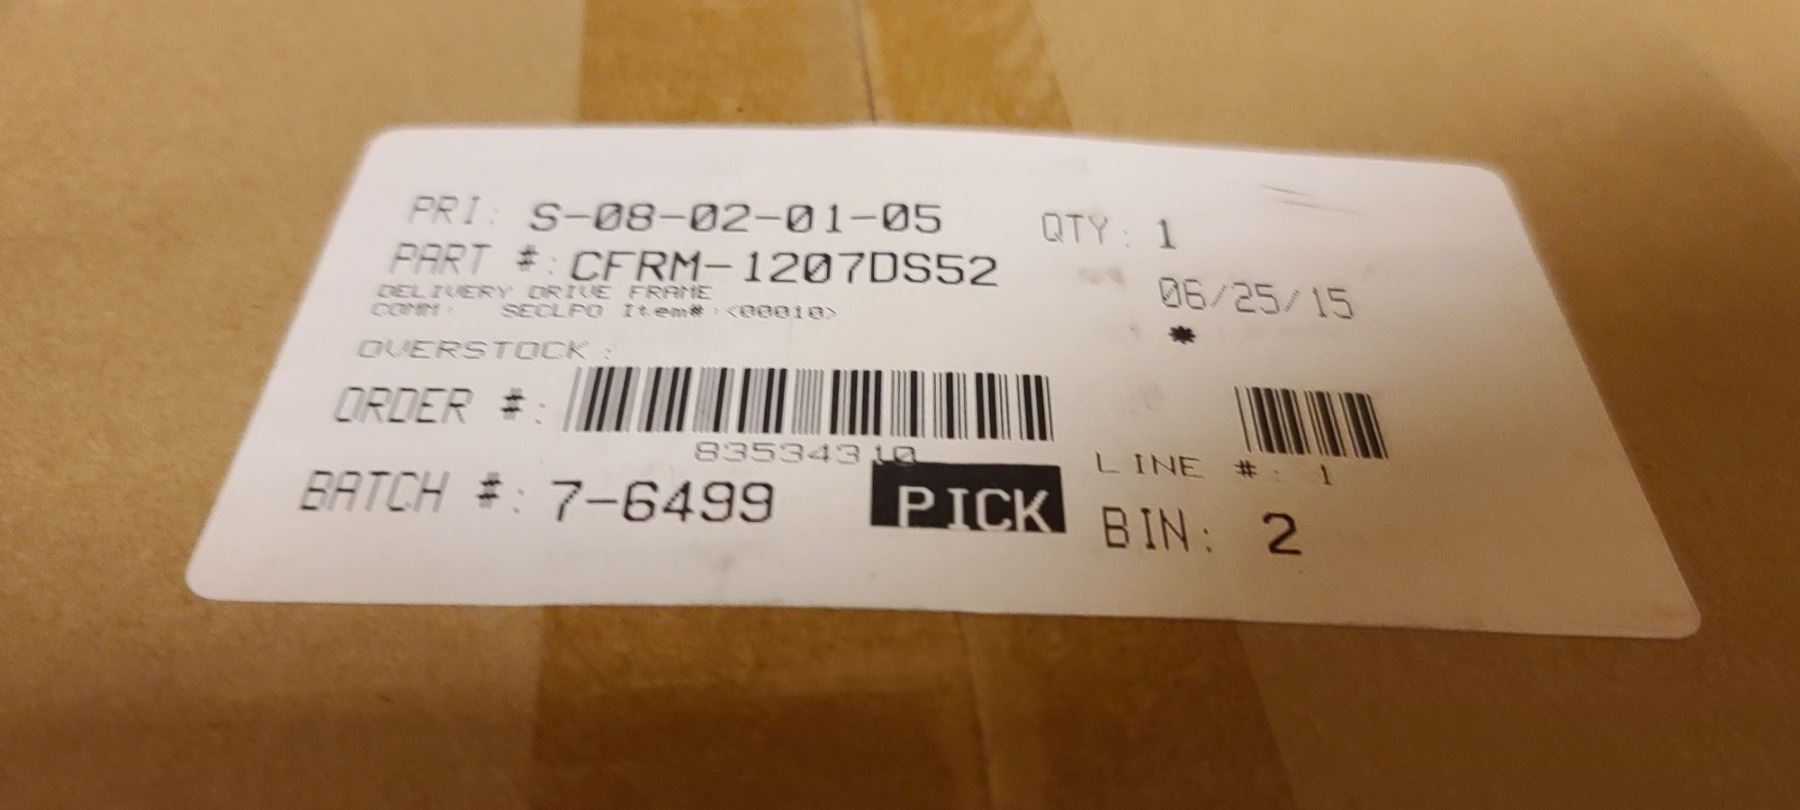 PRI: S-08-02-01-05 QTY: 1
PART #: CFRM-1207DS52
DELIVERY DRIVE FRAME 06/25/15
COMM: SECLPO Item#:<00010>
*
OVERSTOCK:
ORDER #:
83534310
LINE #: 1
BATCH #: 7-6499 PICK BIN: 2